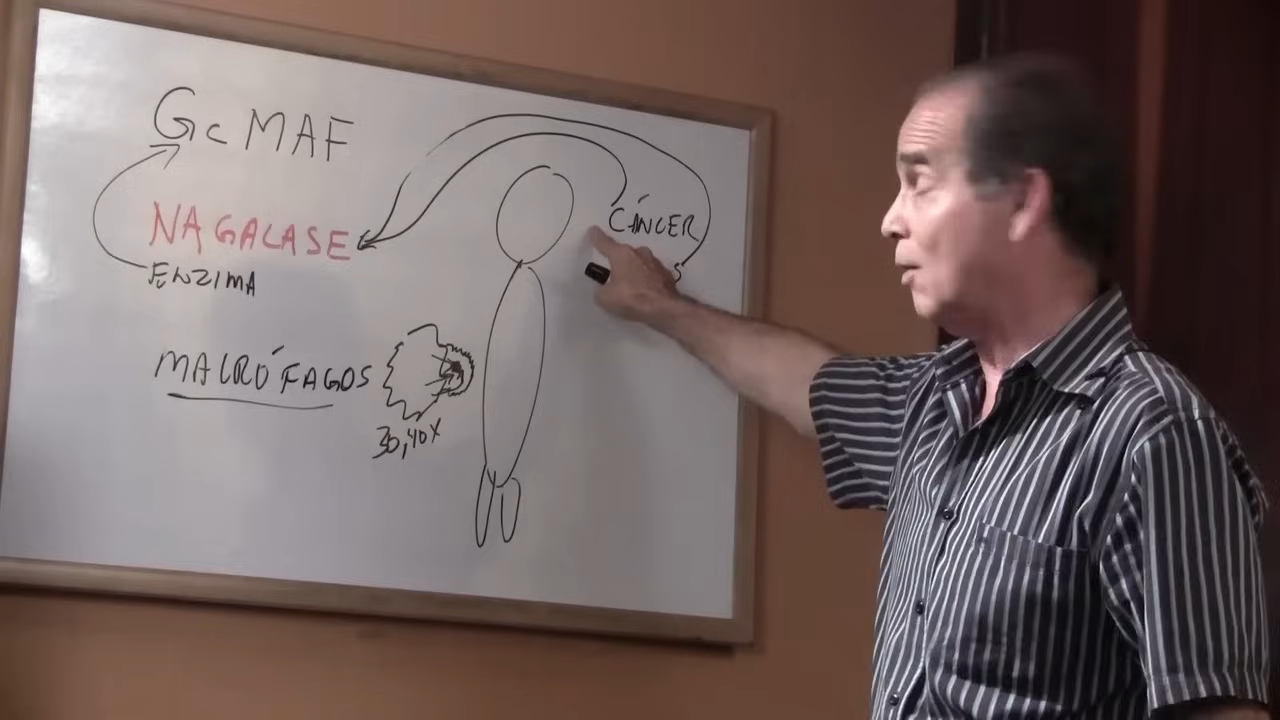 GcMAF
NAGALASE
CÁNCER
ENZIMA
MACRÓFAGOS
30,40X